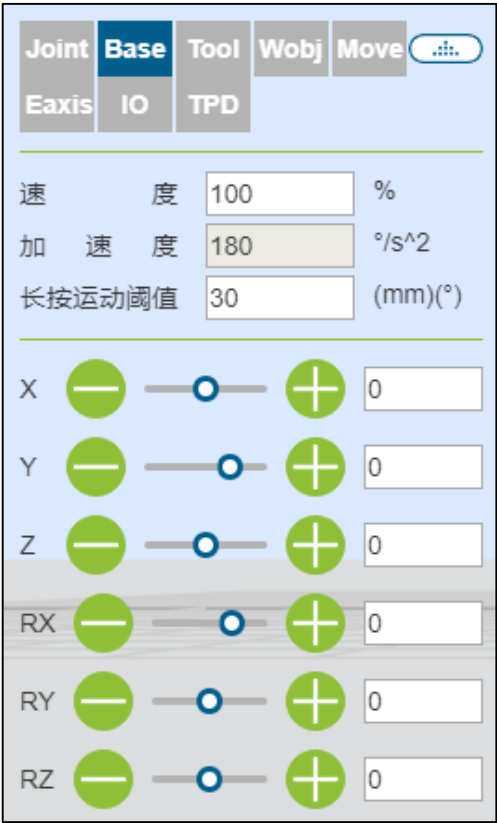 Joint Base Tool Wobj Move
Eaxis IO TPD
速 度 100 %
加 速 度 180 °/s^2
长按运动阈值 30 (mm)(°)
X 0
Y 0
Z 0
RX 0
RY 0
RZ 0